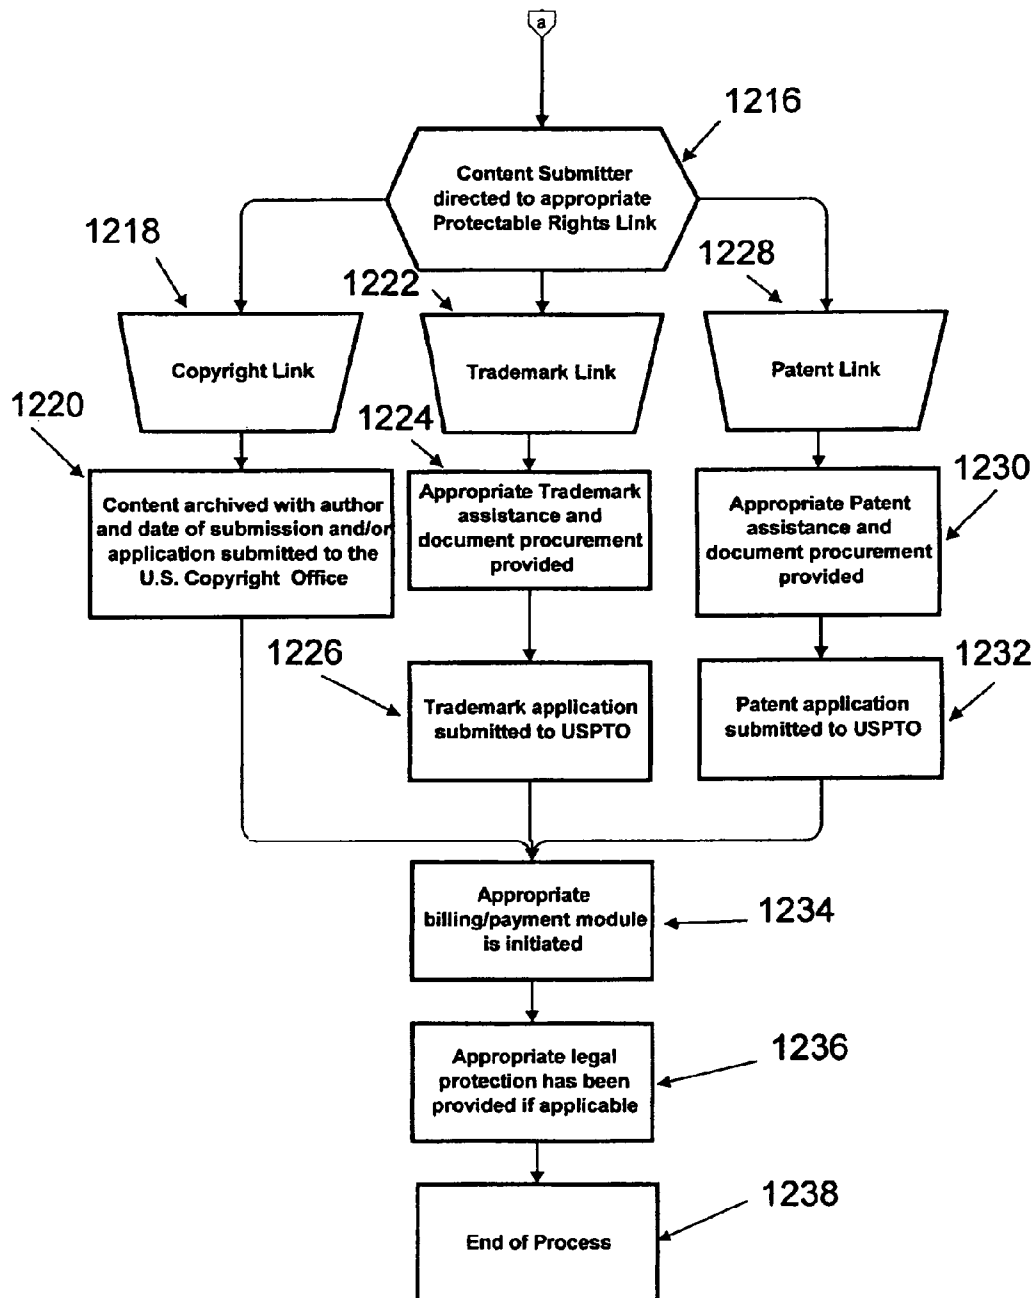 a
1216
Content Submitter
directed to appropriate
Protectable Rights Link
1218
1222
1228
Copyright Link
Trademark Link
Patent Link
1220
1224
1230
Content archived with author
and date of submission and/or
application submitted to the
U.S. Copyright Office
Appropriate Trademark
assistance and
document procurement
provided
Appropriate Patent
assistance and
document procurement
provided
1226
1232
Trademark application
submitted to USPTO
Patent application
submitted to USPTO
Appropriate
billing/payment module
is initiated
1234
Appropriate legal
protection has been
provided if applicable
1236
End of Process
1238